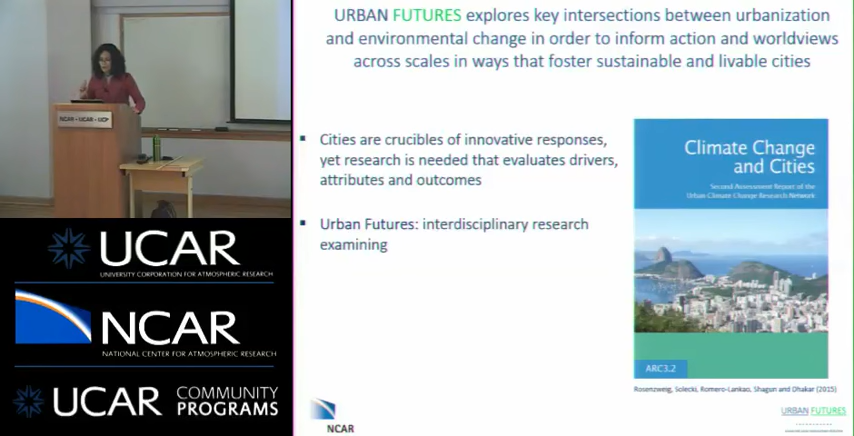 URBAN FUTURES explores key intersections between urbanization
and environmental change in order to inform action and worldviews
across scales in ways that foster sustainable and livable cities
▪ Cities are crucibles of innovative responses,
yet research is needed that evaluates drivers,
attributes and outcomes
▪ Urban Futures: interdisciplinary research
examining
Climate Change
and Cities
Second Assessment Report of the
Urban Climate Change Research Network
ARC3.2
Rosenzweig, Solecki, Romero-Lankao, Shagun and Dhakar (2015)
NCAR
URBAN FUTURES
NCAR - UCAR - UCP
UCAR
UNIVERSITY CORPORATION FOR ATMOSPHERIC RESEARCH
NCAR
NATIONAL CENTER FOR ATMOSPHERIC RESEARCH
UCAR COMMUNITY
PROGRAMS